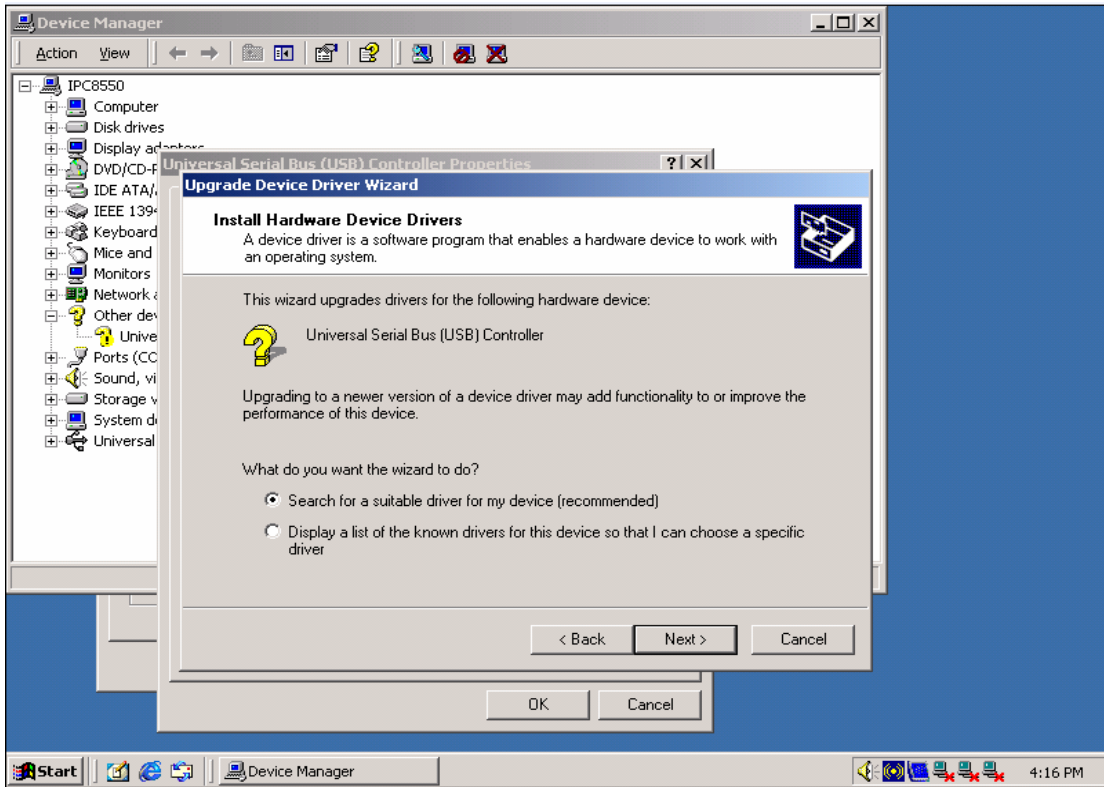 Device Manager
Action View
IPC8550
Computer
Disk drives
Display adapters
DVD/CD-R
IDE ATA/
IEEE 139
Keyboard
Mice and
Monitors
Network a
Other dev
Unive
Ports (CO
Sound, vi
Storage v
System d
Universal
Universal Serial Bus (USB) Controller Properties
Upgrade Device Driver Wizard
Install Hardware Device Drivers
A device driver is a software program that enables a hardware device to work with
an operating system.
This wizard upgrades drivers for the following hardware device:
Universal Serial Bus (USB) Controller
Upgrading to a newer version of a device driver may add functionality to or improve the
performance of this device.
What do you want the wizard to do?
Search for a suitable driver for my device (recommended)
Display a list of the known drivers for this device so that I can choose a specific
driver
< Back Next > Cancel
OK Cancel
Start Device Manager 4:16 PM